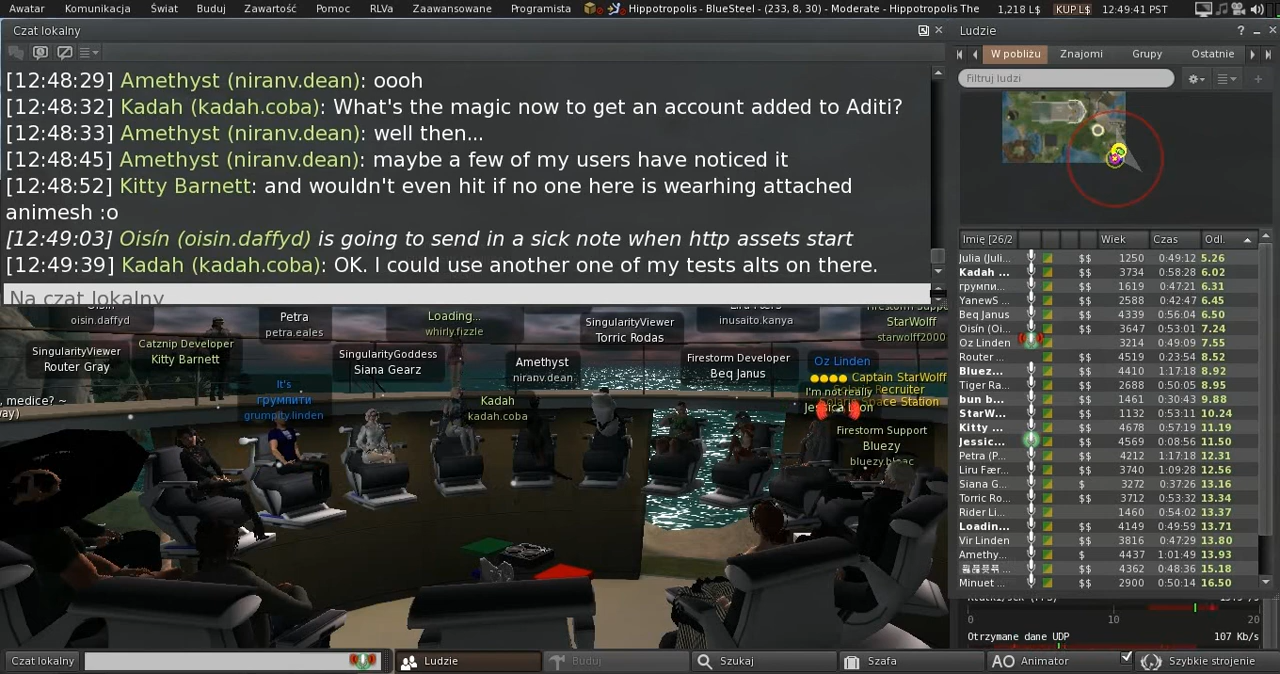 Awatar Komunikacja Świat Buduj Zawartość Pomoc RLVa Zaawansowane Programista Hippotropolis - BlueSteel - (233, 8, 30) - Moderate - Hippotropolis The 1,218 L$ KUP L$ 12:49:41 PST
Czat lokalny
[12:48:29] Amethyst (niranv.dean): oooh
[12:48:32] Kadah (kadah.coba): What's the magic now to get an account added to Aditi?
[12:48:33] Amethyst (niranv.dean): well then...
[12:48:45] Amethyst (niranv.dean): maybe a few of my users have noticed it
[12:48:52] Kitty Barnett: and wouldn't even hit if no one here is wearhing attached
animesh :o
[12:49:03] Oisín (oisin.daffyd) is going to send in a sick note when http assets start
[12:49:39] Kadah (kadah.coba): OK. I could use another one of my tests alts on there.
Na czat lokalny
oisin.daffyd
Petra
petra.eales
Loading...
whirly.fizzle
SingularityViewer
Torric Rodas
inusaito.kanya
Firestorm Supp
StarWolff
starwolff2000
SingularityViewer
Router Gray
Catznip Developer
Kitty Barnett
SingularityGoddess
Siana Gearz
Amethyst
niranv.dean
Firestorm Developer
Beq Janus
Oz Linden
Captain StarWolff
Recruiter
Space Station
I'm not really
Jessica Lyon
It's
грумпити
grumpity.linden
, medice? ~
way)
Kadah
kadah.coba
Firestorm Support
Bluezy
Ludzie
? _ ×
W pobliżu Znajomi Grupy Ostatnie
Filtruj ludzi
Imię [26/2 Wiek Czas Odl.
Julia (Juli... $$ 1250 0:49:12 5.26
Kadah ... $$ 3734 0:58:28 6.02
грумпи... $$ 1619 0:47:21 6.31
YanewS ... $$ 2588 0:42:47 6.45
Beq Janus $$ 4339 0:56:04 6.50
Oisín (Oi... $$ 3647 0:53:01 7.24
Oz Linden 3214 0:49:09 7.55
Router ... $$ 4519 0:23:54 8.52
Bluez... $$ 4410 1:17:18 8.92
Tiger Ra... $$ 2688 0:50:05 8.95
bun b... $$ 1461 0:30:43 9.88
StarW... $$ 1132 0:53:11 10.24
Kitty ... $$ 4678 0:57:19 11.19
Jessic... $$ 4569 0:08:56 11.50
Petra (P... $$ 4212 1:17:18 12.31
Liru Fær... $$ 3740 1:09:28 12.56
Siana G... $ 3272 0:37:26 13.16
Torric Ro... $$ 3712 0:53:32 13.34
Rider Li... 1460 0:54:02 13.37
Loadin... $$ 4149 0:49:59 13.71
Vir Linden $$ 3816 0:47:29 13.80
Amethy... $ 4437 1:01:49 13.93
$$ 4362 0:48:36 15.18
Minuet ... $$ 2900 0:50:14 16.50
0 10 20
Otrzymane dane UDP 107 Kb/s
Czat lokalny Ludzie Buduj Szukaj Szafa AO Animator Szybkie strojenie